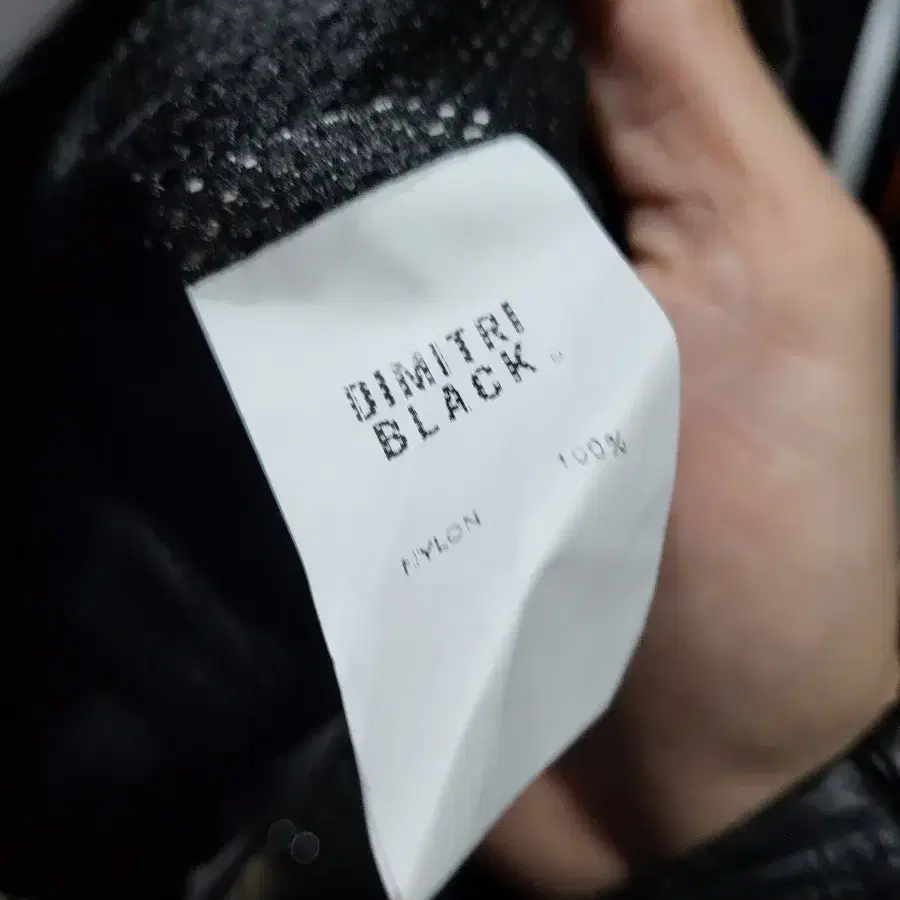 DIMITRI
BLACK.
NYLON 100%